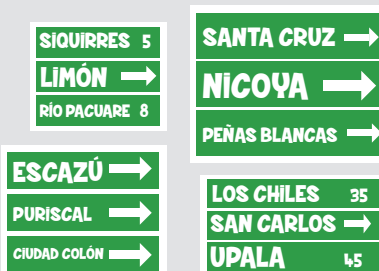 SIQUIRRES 5
LIMÓN
RÍO PACUARE 8
SANTA CRUZ
NICOYA
PEÑAS BLANCAS
ESCAZÚ
PURISCAL
CIUDAD COLÓN
LOS CHILES 35
SAN CARLOS
UPALA 45